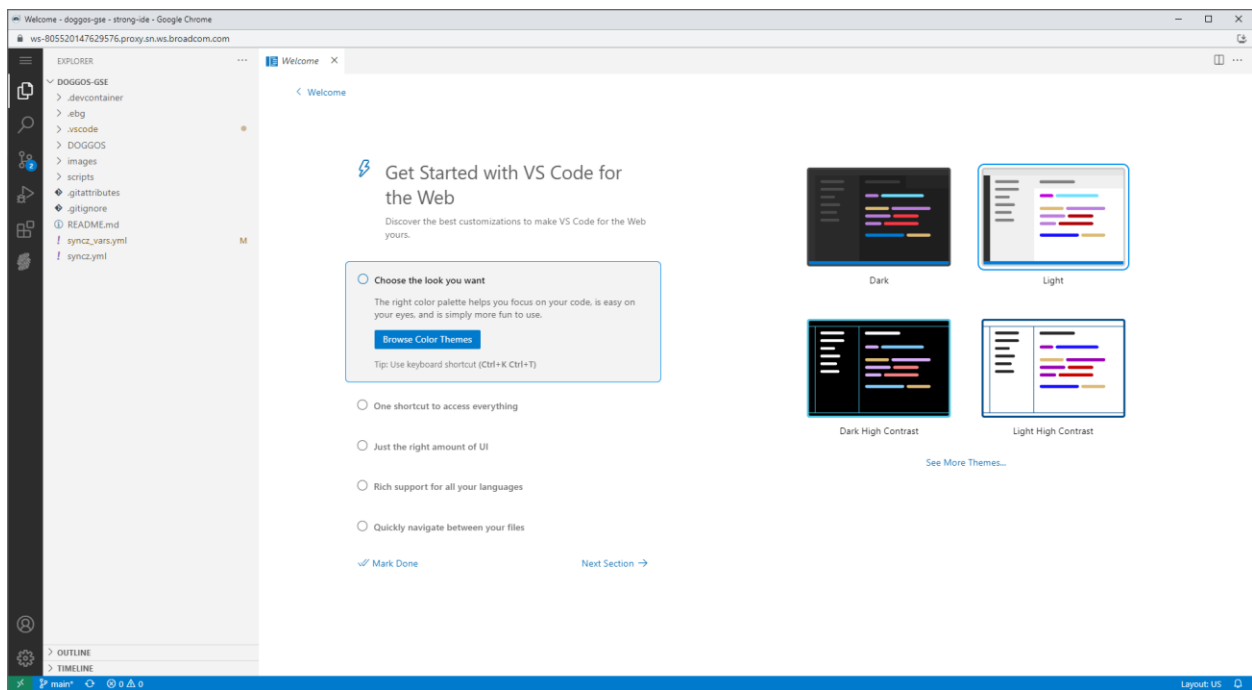 Welcome - doggos-gse - strong-ide - Google Chrome
ws-805520147629576.proxy.sn.ws.broadcom.com
EXPLORER
DOGGOS-GSE
.devcontainer
.ebg
.vscode
DOGGOS
images
scripts
.gitattributes
.gitignore
README.md
! syncz_vars.yml M
! syncz.yml
OUTLINE
TIMELINE
2
Welcome
Welcome
Get Started with VS Code for
the Web
Discover the best customizations to make VS Code for the Web
yours.
Choose the look you want
The right color palette helps you focus on your code, is easy on
your eyes, and is simply more fun to use.
Browse Color Themes
Tip: Use keyboard shortcut (Ctrl+K Ctrl+T)
One shortcut to access everything
Just the right amount of UI
Rich support for all your languages
Quickly navigate between your files
Mark Done
Next Section
Dark
Light
Dark High Contrast
Light High Contrast
See More Themes...
main* 0 0
Layout: US